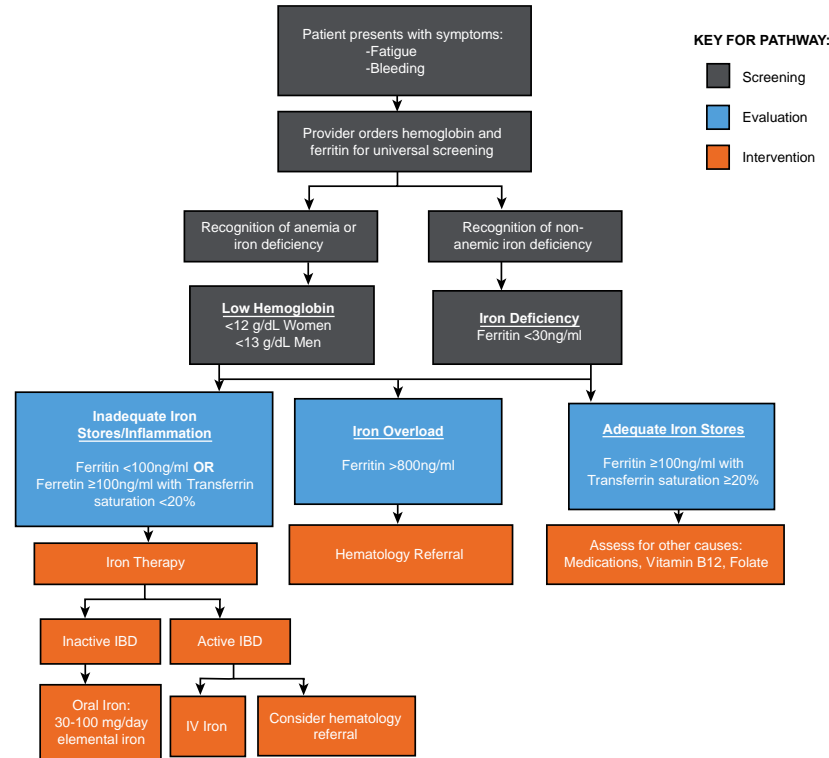 Patient presents with symptoms:
-Fatigue
-Bleeding
KEY FOR PATHWAY:
Screening
Evaluation
Intervention
Provider orders hemoglobin and
ferritin for universal screening
Recognition of anemia or
iron deficiency
Recognition of non-
anemic iron deficiency
Low Hemoglobin
<12 g/dL Women
<13 g/dL Men
Iron Deficiency
Ferritin <30ng/ml
Inadequate Iron
Stores/Inflammation
Ferritin <100ng/ml OR
Ferretin ≥100ng/ml with Transferrin
saturation <20%
Iron Overload
Ferritin >800ng/ml
Adequate Iron Stores
Ferritin ≥100ng/ml with
Transferrin saturation ≥20%
Iron Therapy
Hematology Referral
Assess for other causes:
Medications, Vitamin B12, Folate
Inactive IBD
Active IBD
Oral Iron:
30-100 mg/day
elemental iron
IV Iron
Consider hematology
referral